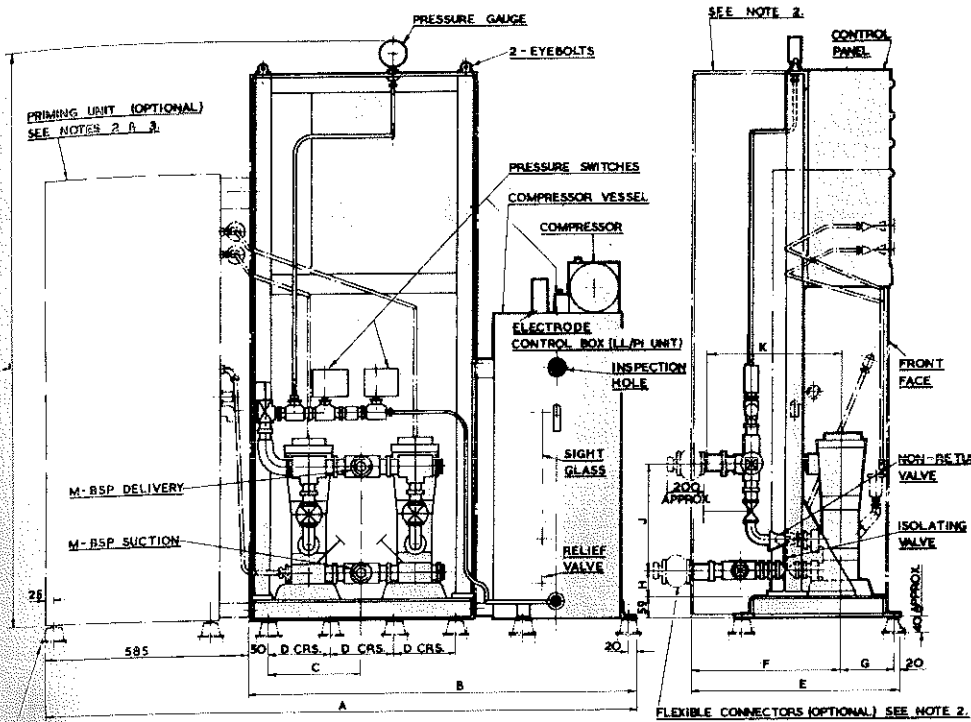 PRESSURE GAUGE
2-EYEBOLTS
SEE NOTE 2.
CONTROL
PANEL
PRIMING UNIT (OPTIONAL)
SEE NOTES 2 & 3.
PRESSURE SWITCHES
COMPRESSOR VESSEL
COMPRESSOR
ELECTRODE
CONTROL BOX (LL/PI UNIT)
INSPECTION
HOLE
K
FRONT
FACE
M-BSP DELIVERY
SIGHT
GLASS
200
APPROX.
NON-RETU
VALVE
J
M-BSP SUCTION
RELIEF
VALVE
ISOLATING
VALVE
H
59
40 APPROX.
25
585
50
D CRS.
D CRS.
D CRS.
20
C
B
A
F
G
20
E
FLEXIBLE CONNECTORS (OPTIONAL) SEE NOTE 2.